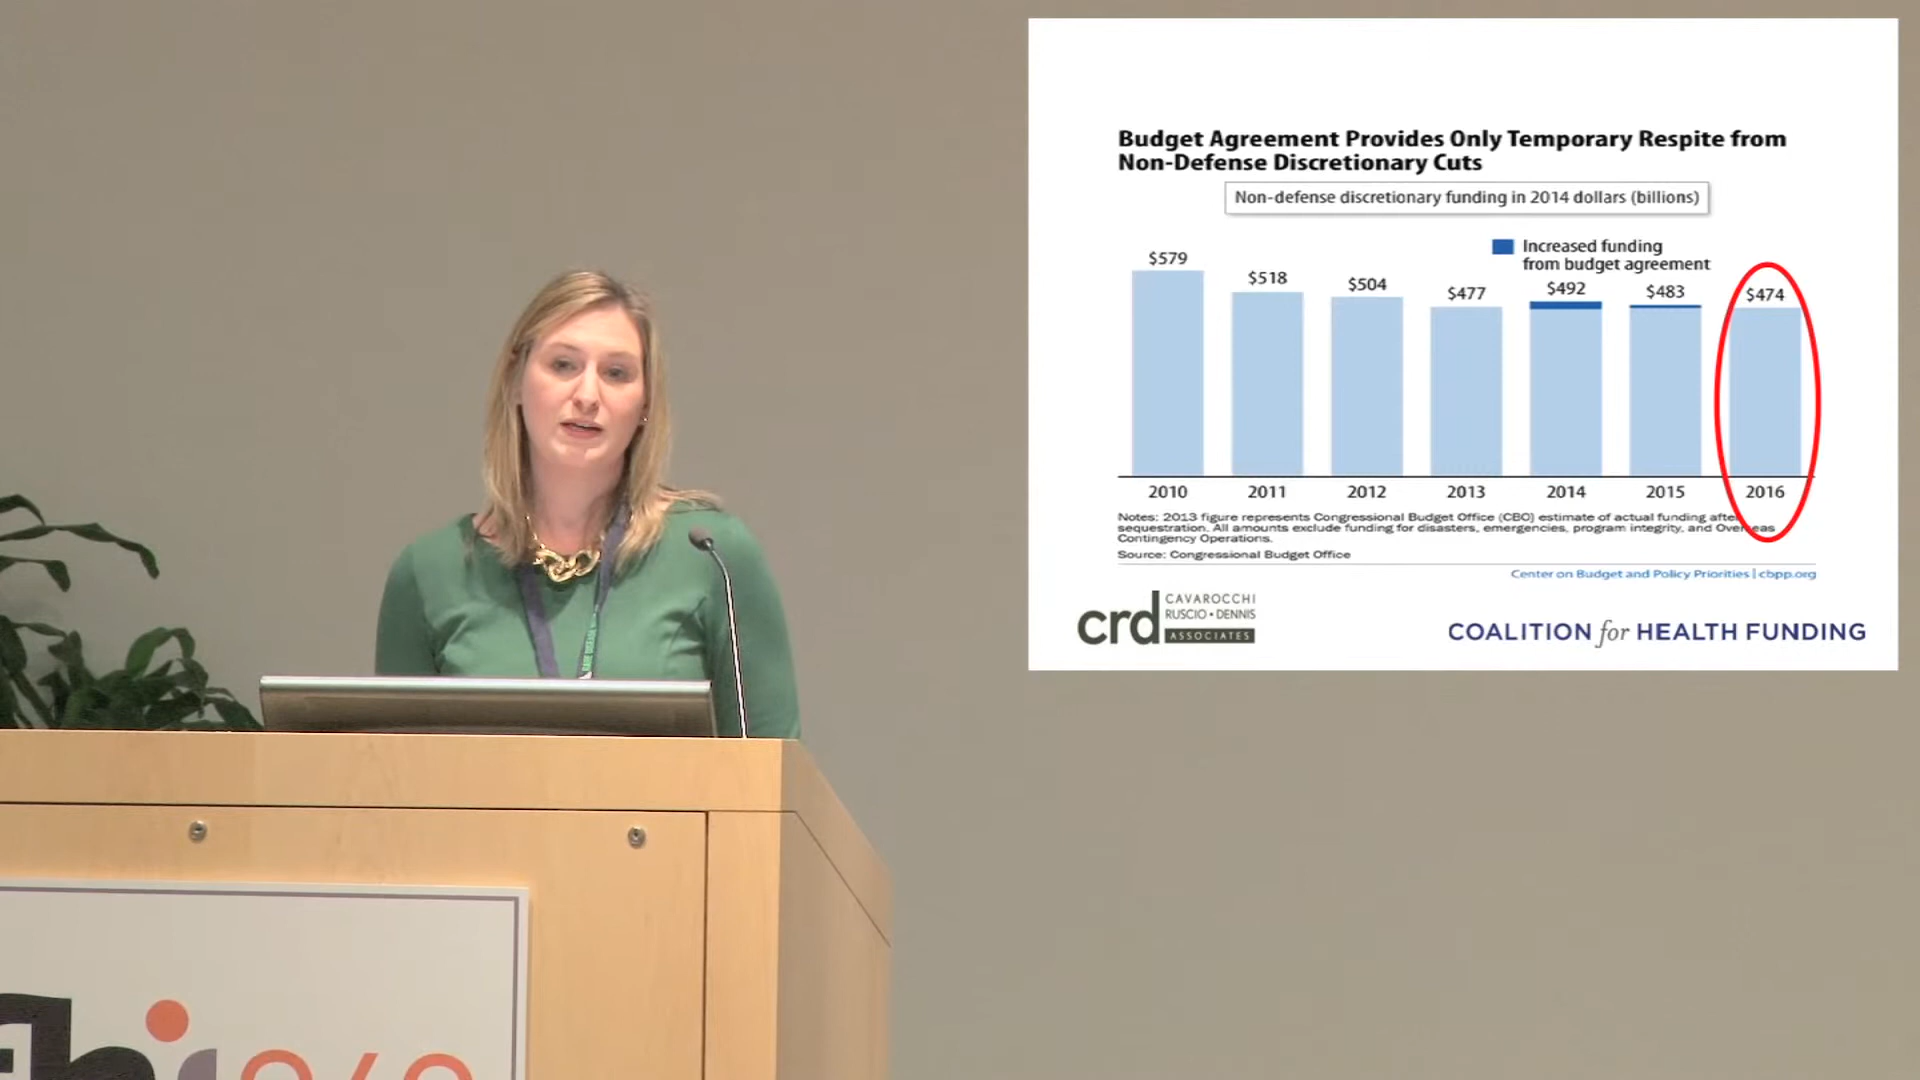 Budget Agreement Provides Only Temporary Respite from
Non-Defense Discretionary Cuts
Non-defense discretionary funding in 2014 dollars (billions)
Increased funding
from budget agreement
$579
$518
$504
$477
$492
$483
$474
2010
2011
2012
2013
2014
2015
2016
Notes: 2013 figure represents Congressional Budget Office (CBO) estimate of actual funding after
sequestration. All amounts exclude funding for disasters, emergencies, program integrity, and Overseas
Contingency Operations.
Source: Congressional Budget Office
Center on Budget and Policy Priorities | cbpp.org
crd
CAVAROCCHI
RUSCIO • DENNIS
ASSOCIATES
COALITION for HEALTH FUNDING
RARE DISEASE
fhi 360